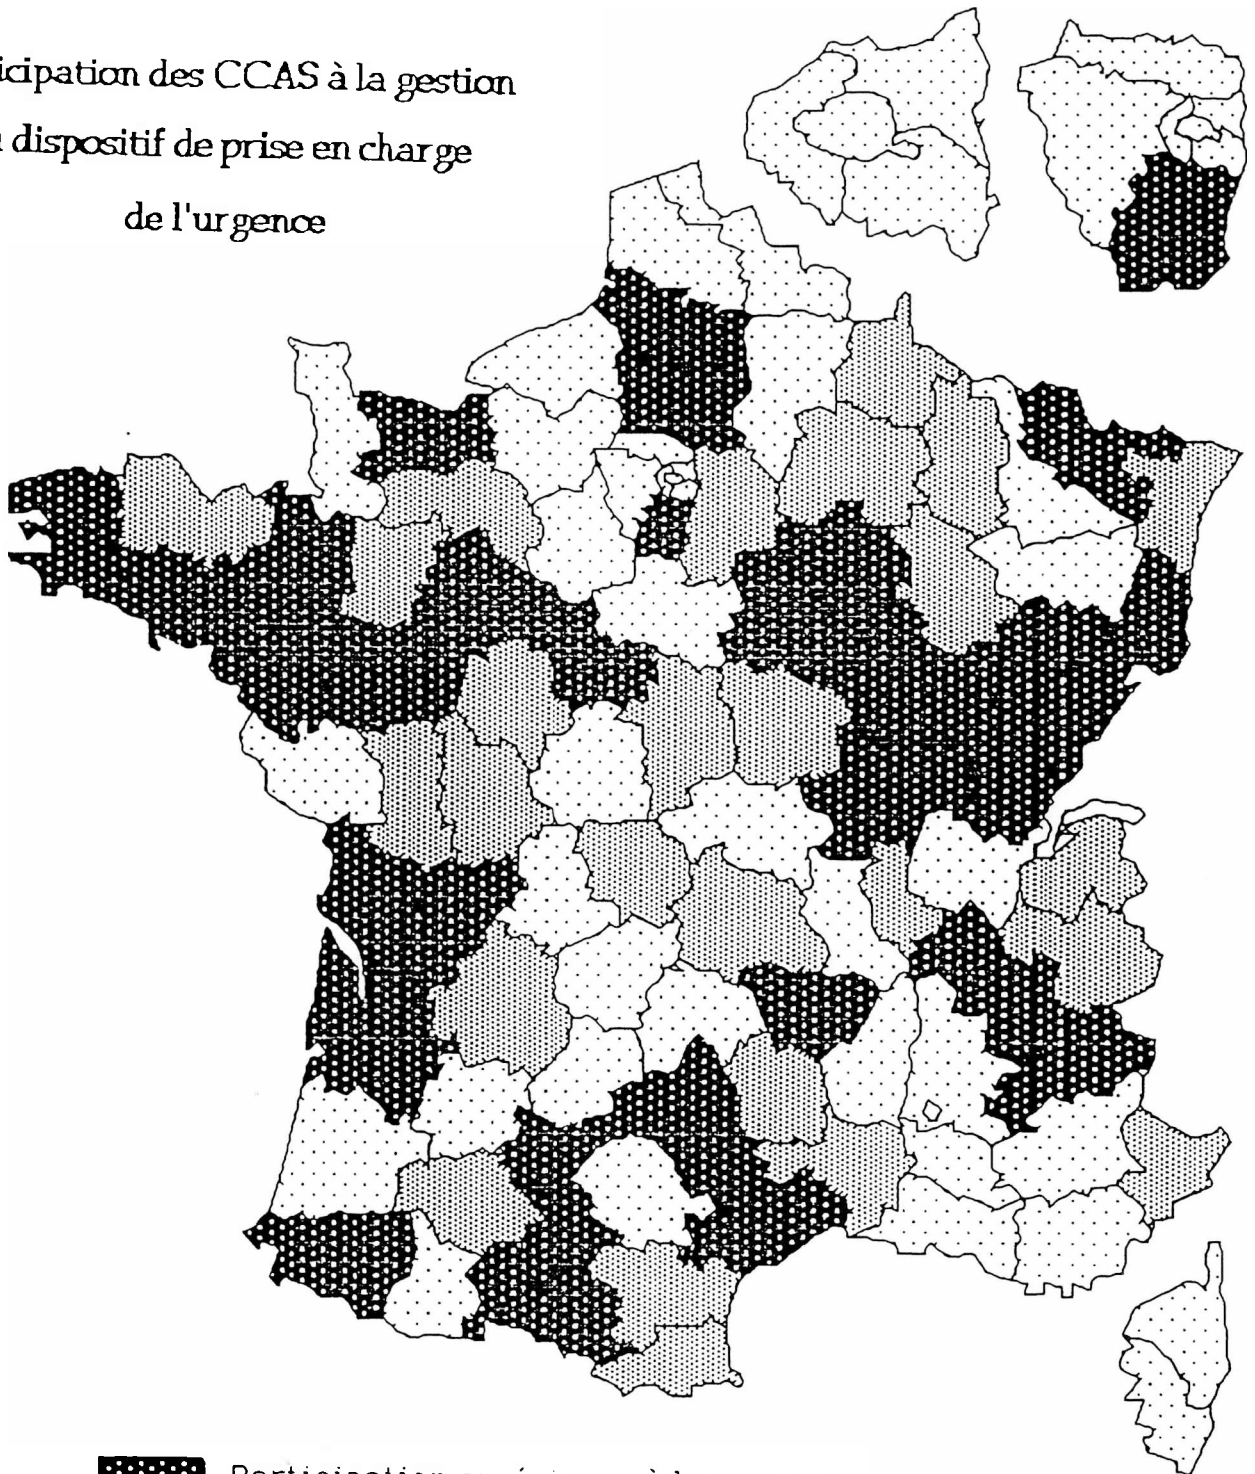 icipation des CCAS à la gestion
dispositif de prise en charge
de l'urgence
Participation